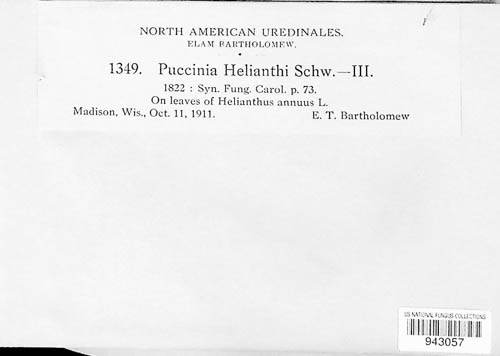 NORTH AMERICAN UREDINALES.
ELAM BARTHOLOMEW.
1349. Puccinia Helianthi Schw.—III.
1822 : Syn. Fung. Carol. p. 73.
On leaves of Helianthus annuus L.
Madison, Wis., Oct. 11, 1911. E. T. Bartholomew
US NATIONAL FUNGUS COLLECTIONS
943057